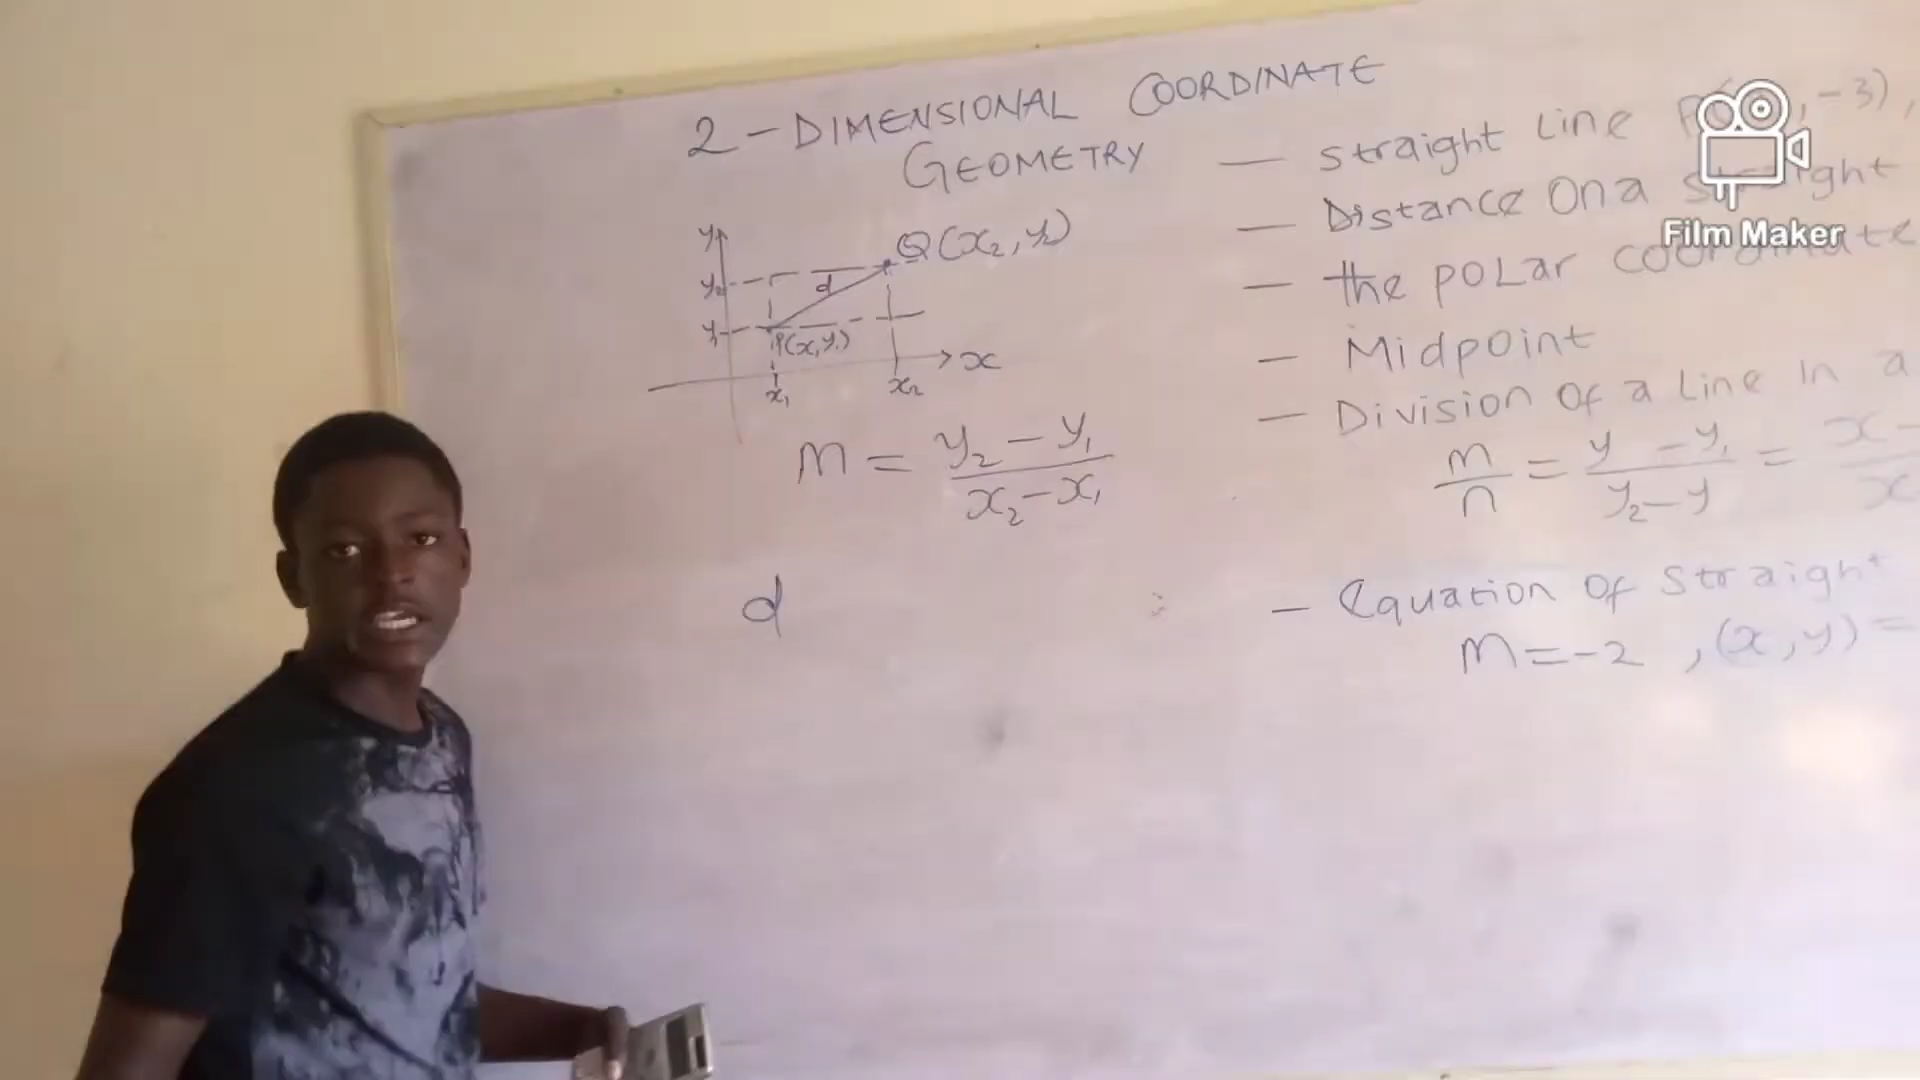 2 - DIMENSIONAL COORDINATE
GEOMETRY
y
Q(x₂, y₂)
y₂
d
y₁
P(x₁, y₁)
x
x₁
x₂
m = (y₂ - y₁)/(x₂ - x₁)
d
- straight Line , -3),
- Distance On a straight
- the polar coordinate
- Midpoint
- Division Of a Line In a
m/n = (y - y₁)/(y₂ - y) =
- Equation Of Straight
m = -2 , (x, y) =
Film Maker